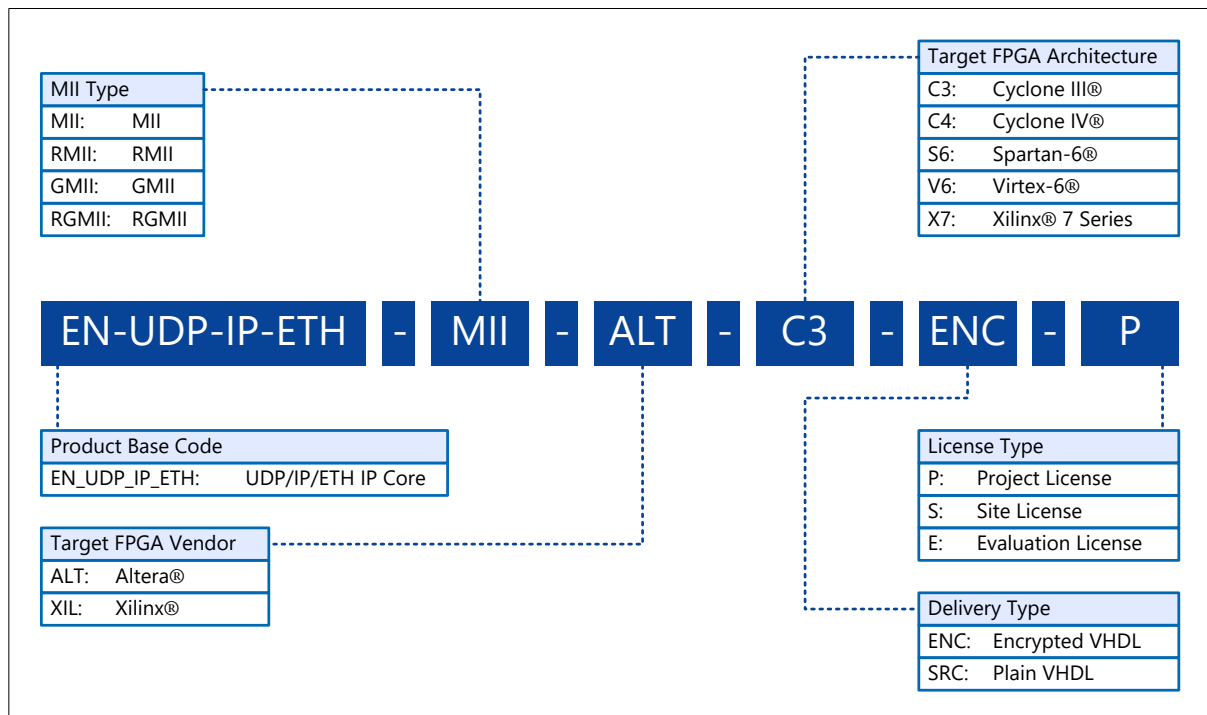 MII Type
MII: MII
RMII: RMII
GMII: GMII
RGMII: RGMII
Target FPGA Architecture
C3: Cyclone III®
C4: Cyclone IV®
S6: Spartan-6®
V6: Virtex-6®
X7: Xilinx® 7 Series
EN-UDP-IP-ETH - MII - ALT - C3 - ENC - P
Product Base Code
EN_UDP_IP_ETH: UDP/IP/ETH IP Core
Target FPGA Vendor
ALT: Altera®
XIL: Xilinx®
License Type
P: Project License
S: Site License
E: Evaluation License
Delivery Type
ENC: Encrypted VHDL
SRC: Plain VHDL